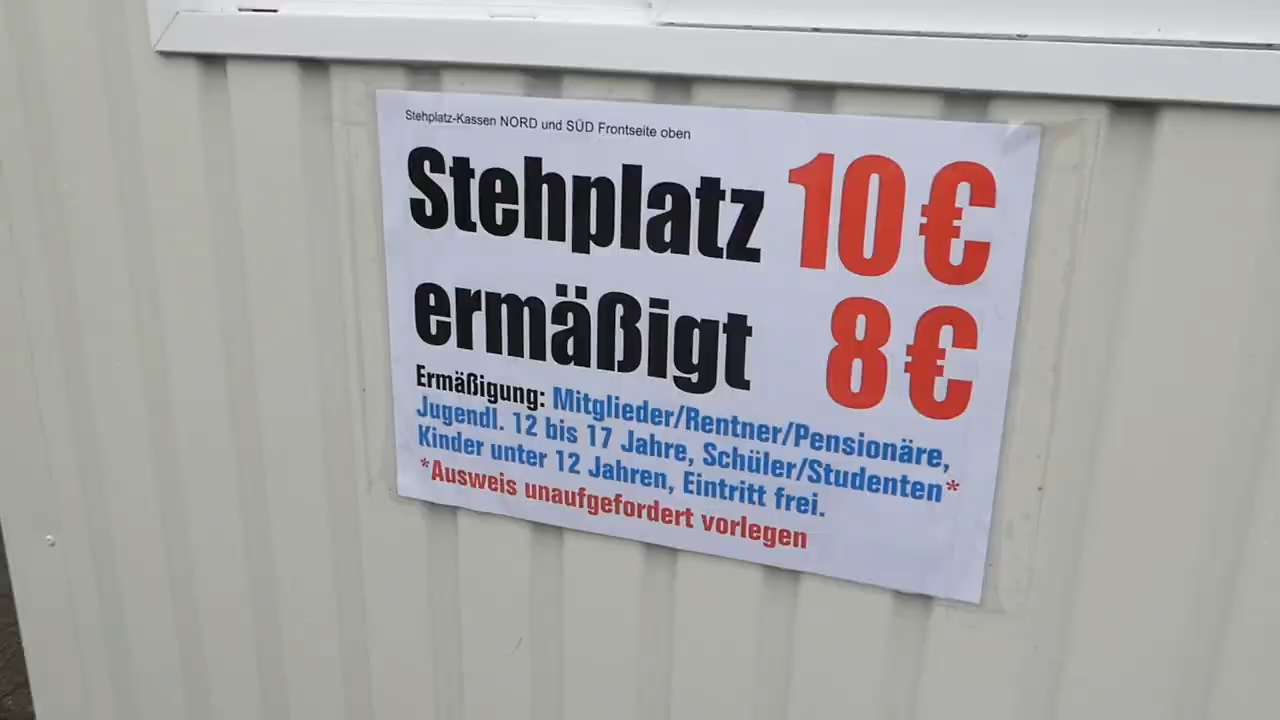 Stehplatz-Kassen NORD und SÜD Frontseite oben
Stehplatz 10€
ermäßigt 8€
Ermäßigung: Mitglieder/Rentner/Pensionäre,
Jugendl. 12 bis 17 Jahre, Schüler/Studenten*
Kinder unter 12 Jahren, Eintritt frei.
*Ausweis unaufgefordert vorlegen